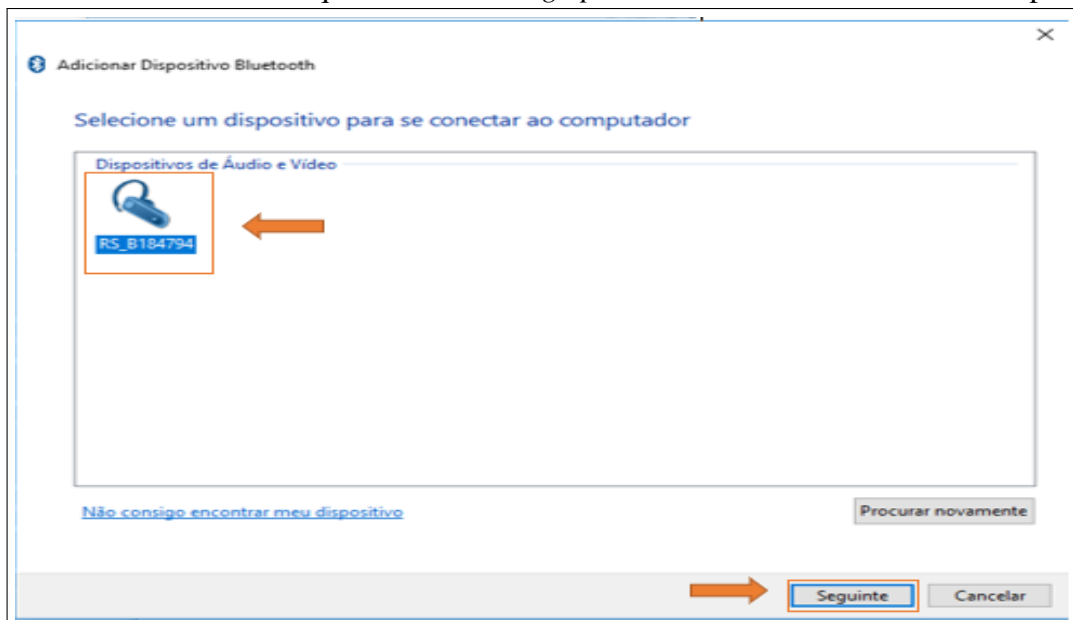 Adicionar Dispositivo Bluetooth
Selecione um dispositivo para se conectar ao computador
Dispositivos de Áudio e Vídeo
RS_B184794
Não consigo encontrar meu dispositivo
Procurar novamente
Seguinte
Cancelar